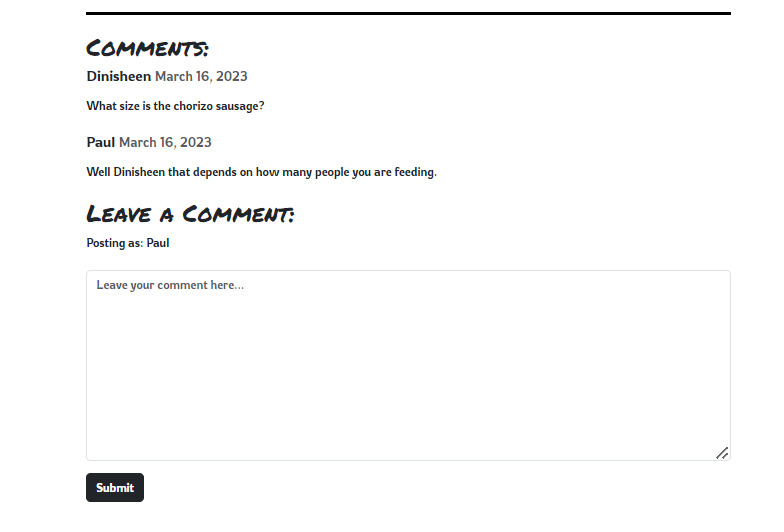 Comments:
Dinisheen March 16, 2023
What size is the chorizo sausage?
Paul March 16, 2023
Well Dinisheen that depends on how many people you are feeding.
Leave a Comment:
Posting as: Paul
Leave your comment here...
Submit